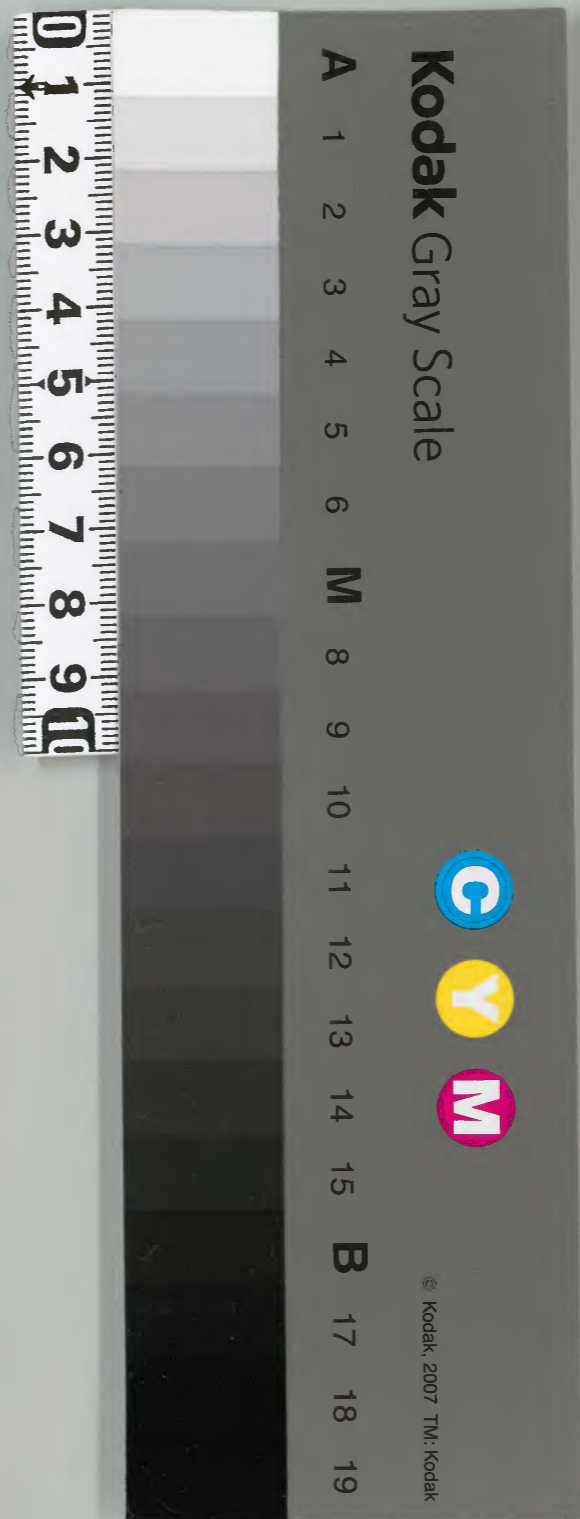 Kodak Gray Scale
C Y M
© Kodak, 2007 TM: Kodak
A 1 2 3 4 5 6 M 8 9 10 11 12 13 14 15 B 17 18 19
0 1 2 3 4 5 6 7 8 9 10